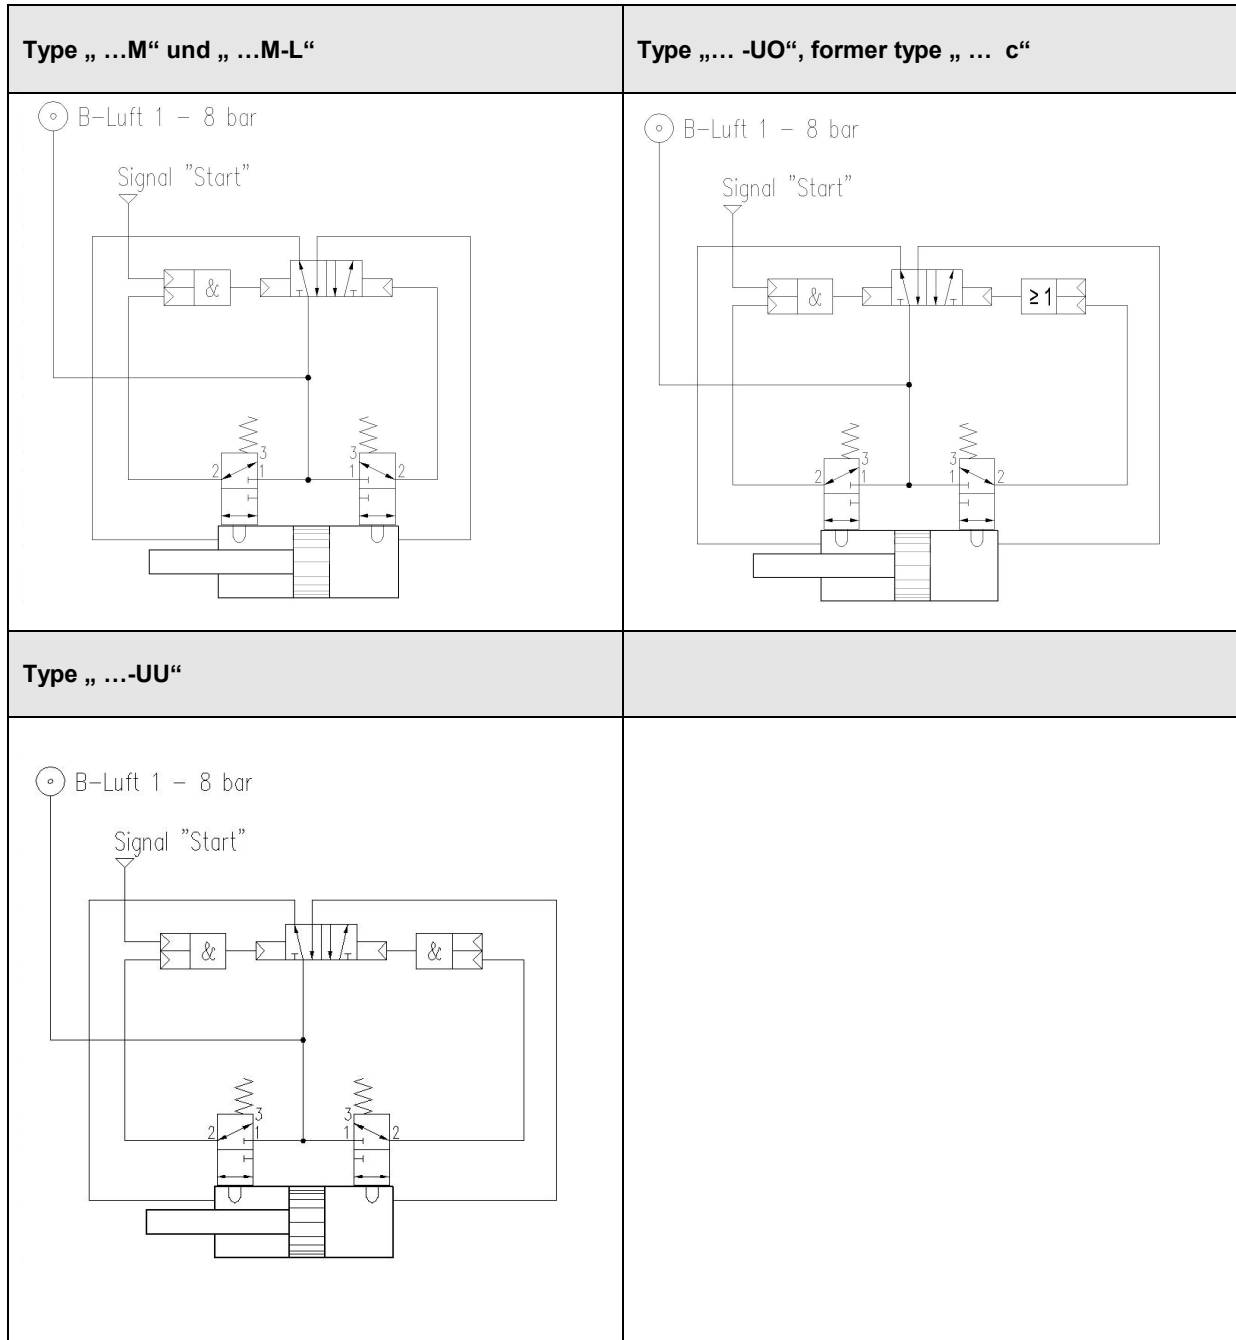 Type „ …M“ und „ …M-L“
Type „… -UO“, former type „ … c“
B-Luft 1 - 8 bar
Signal "Start"
&
3
3
2
1
1
2
B-Luft 1 - 8 bar
Signal "Start"
&
≥1
3
3
2
1
1
2
Type „ …-UU“
B-Luft 1 - 8 bar
Signal "Start"
&
&
3
3
2
1
1
2